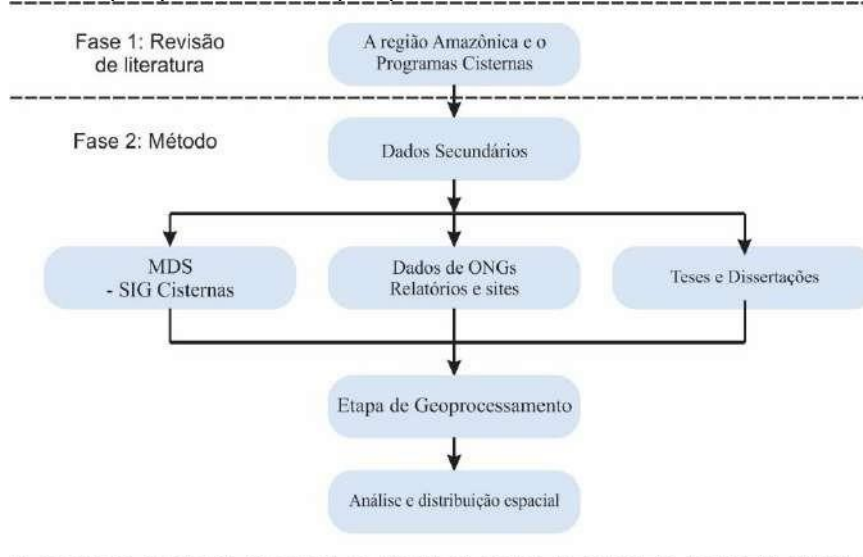 Fase 1: Revisão
de literatura
A região Amazônica e o
Programas Cisternas
Fase 2: Método
Dados Secundários
MDS
- SIG Cisternas
Dados de ONGs
Relatórios e sites
Teses e Dissertações
Etapa de Geoprocessamento
Análise e distribuição espacial